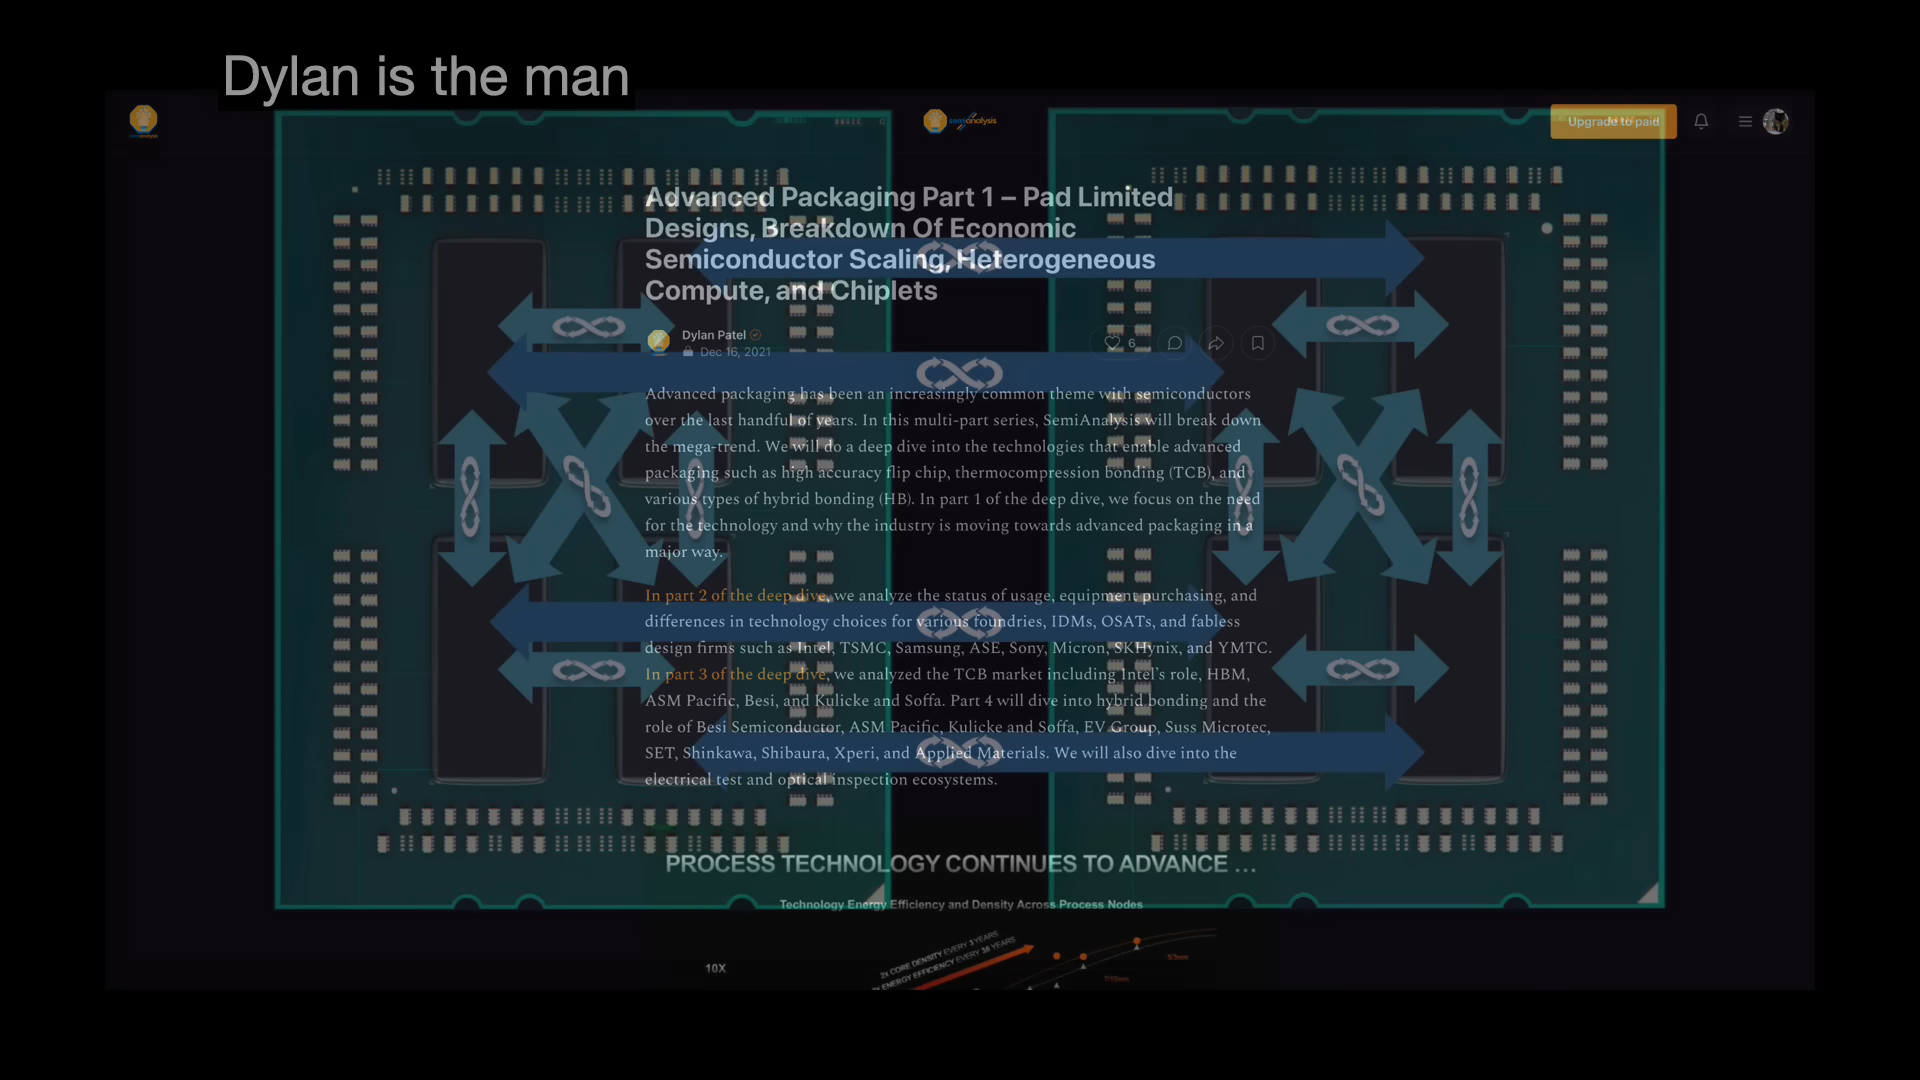 Dylan is the man
semianalysis
Upgrade to paid
Advanced Packaging Part 1 – Pad Limited
Designs, Breakdown Of Economic
Semiconductor Scaling, Heterogeneous
Compute, and Chiplets
Dylan Patel
Dec 16, 2021
6
Advanced packaging has been an increasingly common theme with semiconductors
over the last handful of years. In this multi-part series, SemiAnalysis will break down
the mega-trend. We will do a deep dive into the technologies that enable advanced
packaging such as high accuracy flip chip, thermocompression bonding (TCB), and
various types of hybrid bonding (HB). In part 1 of the deep dive, we focus on the need
for the technology and why the industry is moving towards advanced packaging in a
major way.
In part 2 of the deep dive, we analyze the status of usage, equipment purchasing, and
differences in technology choices for various foundries, IDMs, OSATs, and fabless
design firms such as Intel, TSMC, Samsung, ASE, Sony, Micron, SKHynix, and YMTC.
In part 3 of the deep dive, we analyzed the TCB market including Intel's role, HBM,
ASM Pacific, Besi, and Kulicke and Soffa. Part 4 will dive into hybrid bonding and the
role of Besi Semiconductor, ASM Pacific, Kulicke and Soffa, EV Group, Suss Microtec,
SET, Shinkawa, Shibaura, Xperi, and Applied Materials. We will also dive into the
electrical test and optical inspection ecosystems.
PROCESS TECHNOLOGY CONTINUES TO ADVANCE ...
Technology Energy Efficiency and Density Across Process Nodes
2X CORE DENSITY EVERY 3 YEARS
ENERGY EFFICIENCY EVERY 36 YEARS
10X